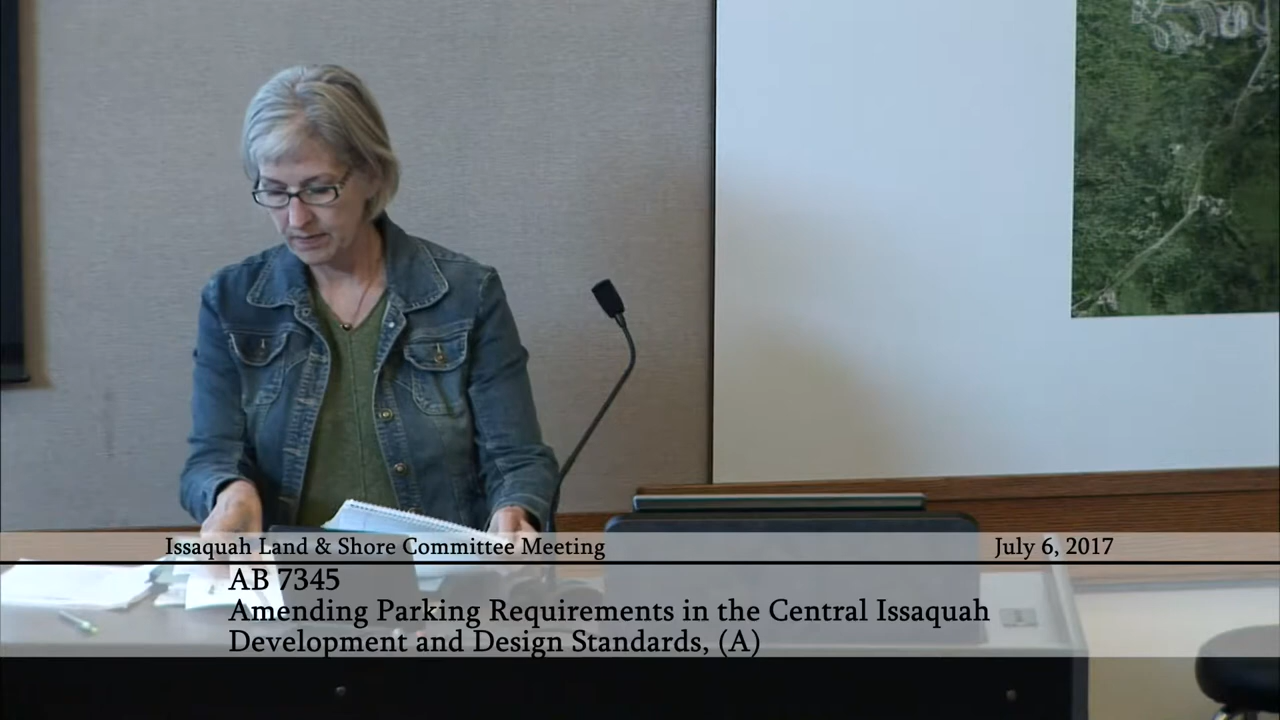 Issaquah Land & Shore Committee Meeting
July 6, 2017
AB 7345
Amending Parking Requirements in the Central Issaquah
Development and Design Standards, (A)